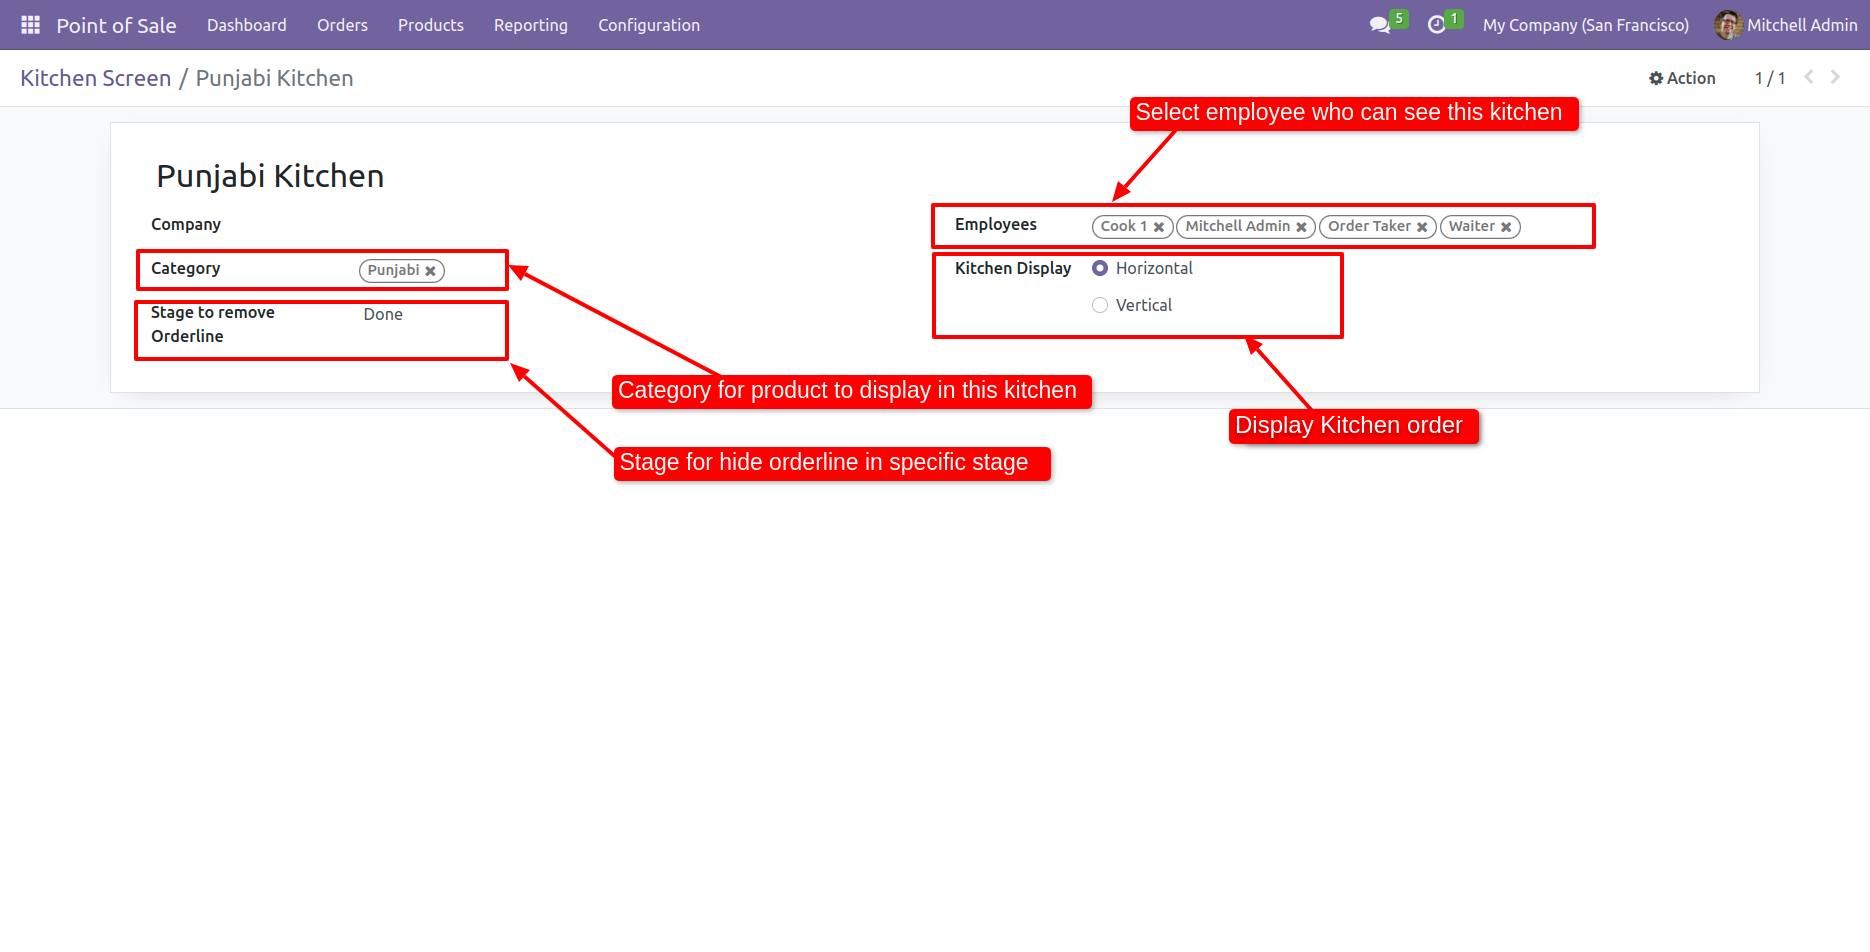 Point of Sale Dashboard Orders Products Reporting Configuration 5 1 My Company (San Francisco) Mitchell Admin
Kitchen Screen / Punjabi Kitchen Action 1 / 1
Select employee who can see this kitchen
Punjabi Kitchen
Company
Category Punjabi
Stage to remove Orderline Done
Employees Cook 1 Mitchell Admin Order Taker Waiter
Kitchen Display Horizontal
Vertical
Category for product to display in this kitchen
Display Kitchen order
Stage for hide orderline in specific stage